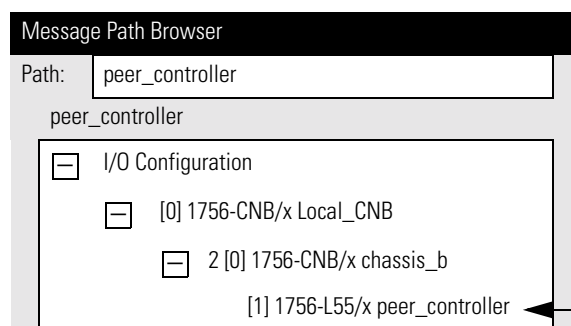 Message Path Browser
Path: peer_controller
peer_controller
I/O Configuration
[0] 1756-CNB/x Local_CNB
2 [0] 1756-CNB/x chassis_b
[1] 1756-L55/x peer_controller